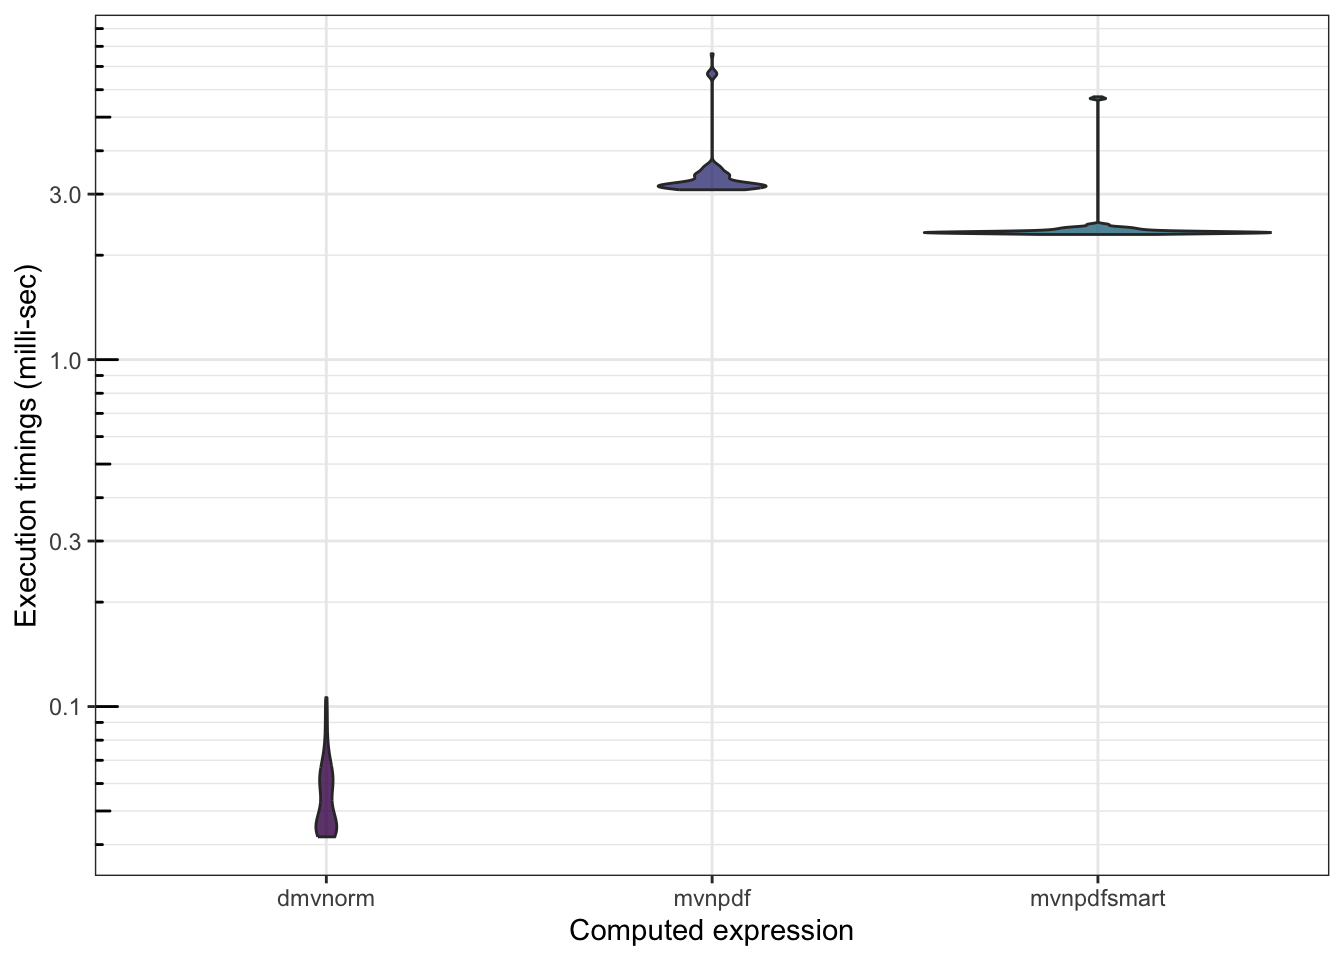 Execution timings (milli-sec)
3.0
1.0
0.3
0.1
dmvnorm
mvnpdf
mvnpdfsmart
Computed expression